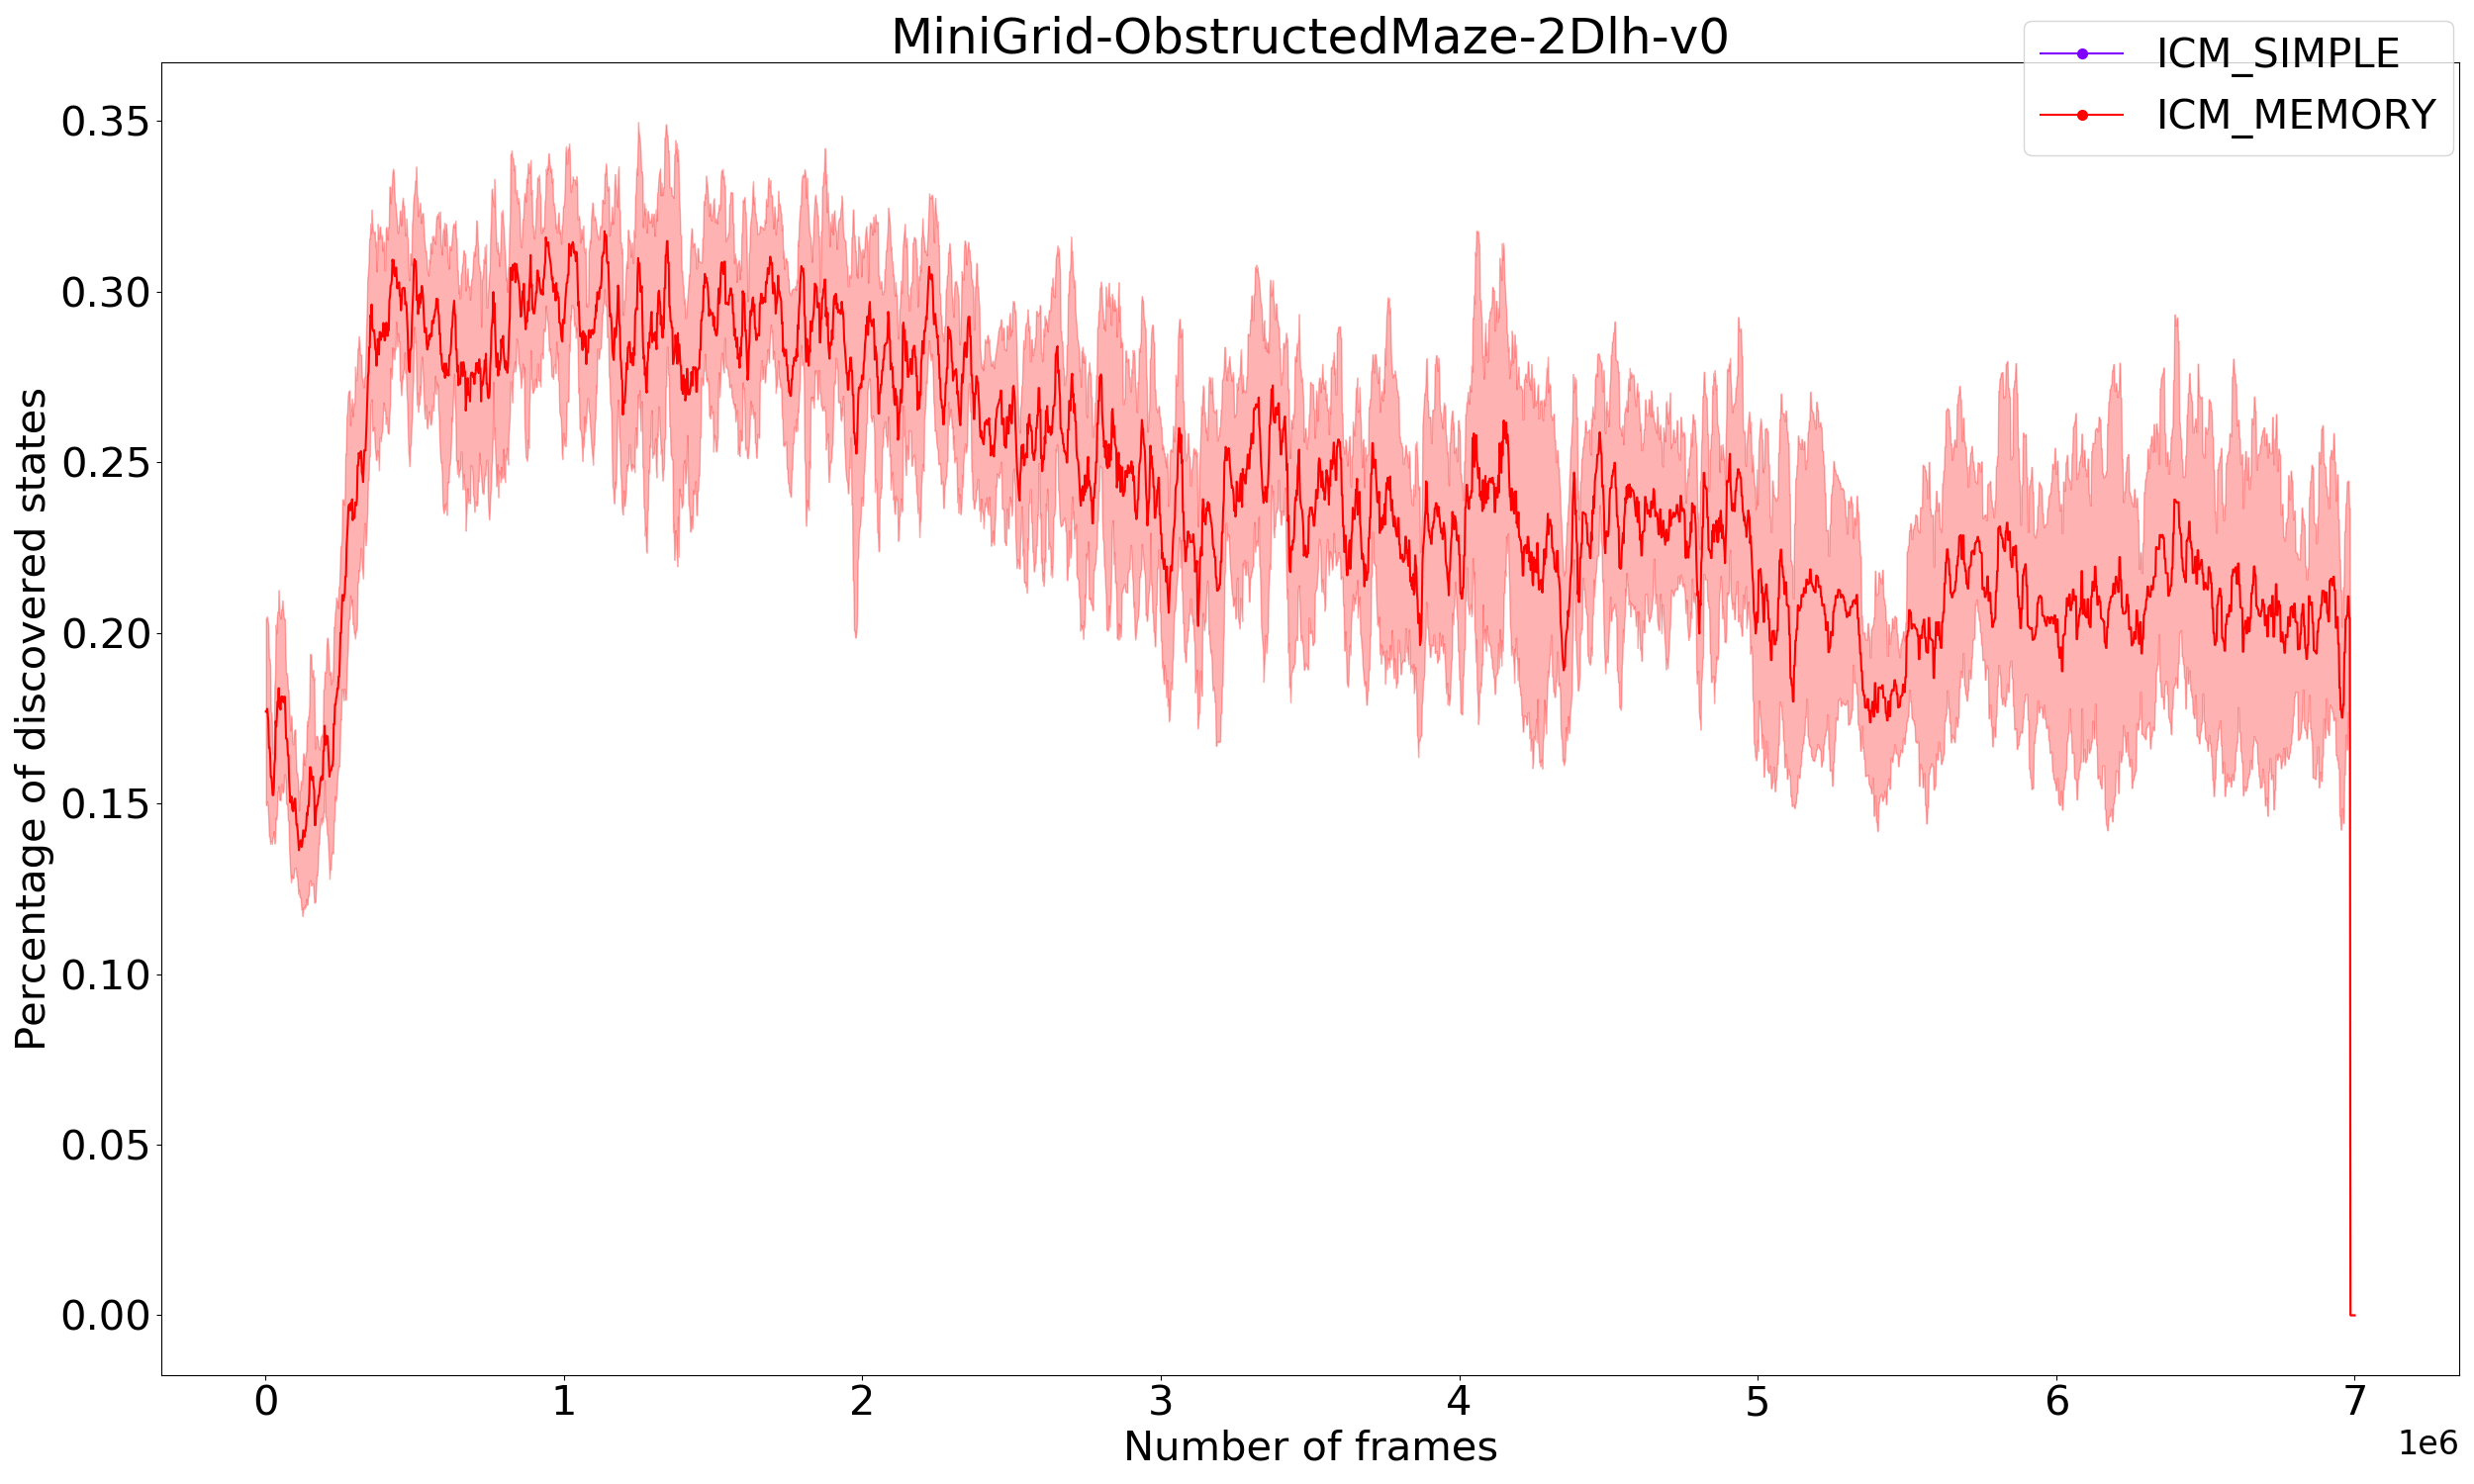 MiniGrid-ObstructedMaze-2Dlh-v0
ICM_SIMPLE
ICM_MEMORY
Percentage of discovered states
0.35
0.30
0.25
0.20
0.15
0.10
0.05
0.00
0 1 2 3 4 5 6 7
Number of frames
1e6